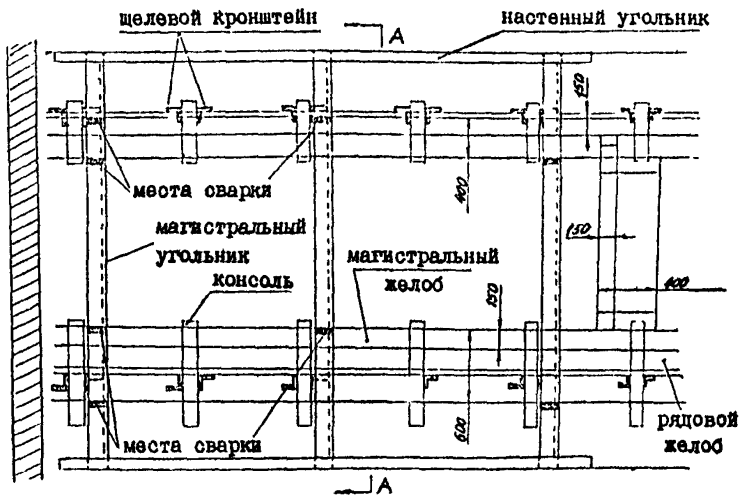 щелевой кронштейн
А
настенный угольник
150
места сварки
400
магистральный
угольник
консоль
магистральный
желоб
150
150
400
600
места сварки
рядовой
желоб
А